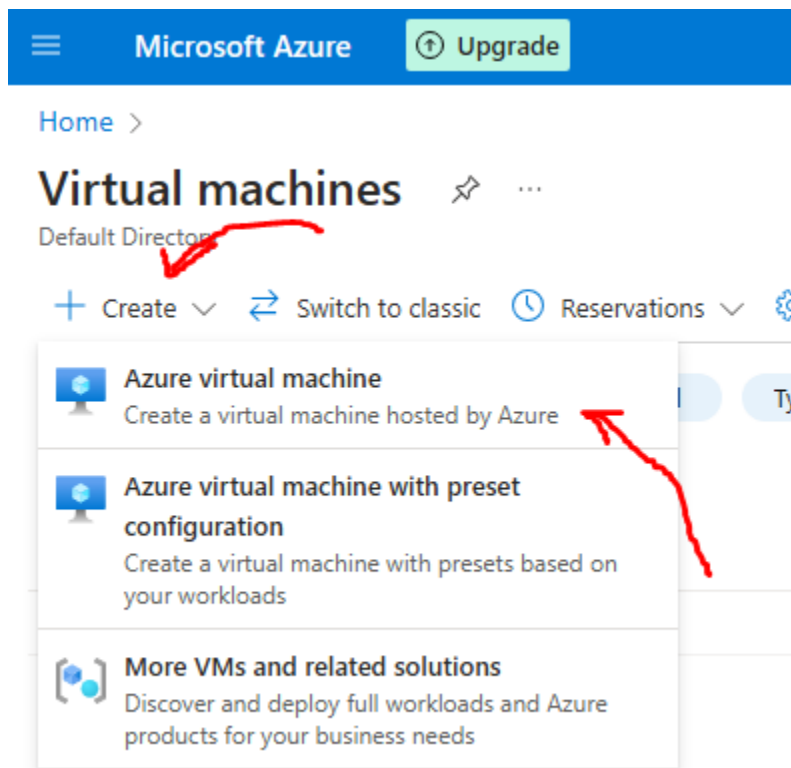 Microsoft Azure Upgrade
Home
Virtual machines
Default Directory
Create Switch to classic Reservations
Azure virtual machine
Create a virtual machine hosted by Azure
Azure virtual machine with preset
configuration
Create a virtual machine with presets based on
your workloads
More VMs and related solutions
Discover and deploy full workloads and Azure
products for your business needs